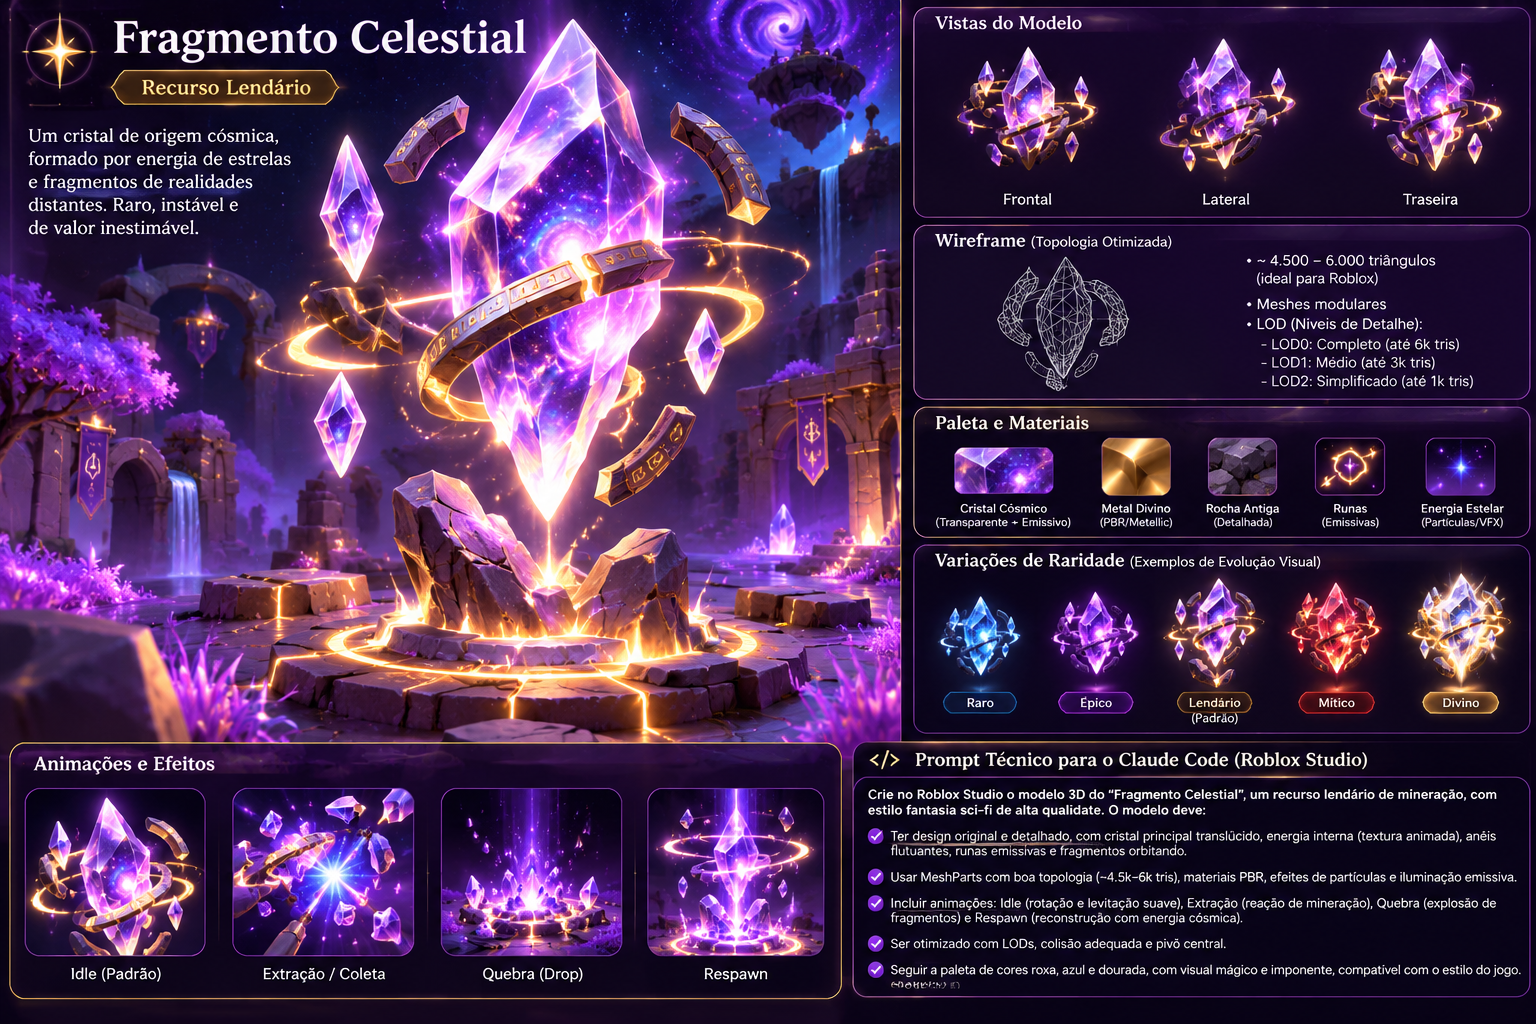 Fragmento Celestial
Recurso Lendário
Um cristal de origem cósmica,
formado por energia de estrelas
e fragmentos de realidades
distantes. Raro, instável e
de valor inestimável.
Vistas do Modelo
Frontal
Lateral
Traseira
Wireframe (Topologia Otimizada)
• ~ 4.500 – 6.000 triângulos
(ideal para Roblox)
• Meshes modulares
• LOD (Níveis de Detalhe):
- LOD0: Completo (até 6k tris)
- LOD1: Médio (até 3k tris)
- LOD2: Simplificado (até 1k tris)
Paleta e Materiais
Cristal Cósmico
(Transparente + Emissivo)
Metal Divino
(PBR/Metellic)
Rocha Antiga
(Detalhada)
Runas
(Emissivas)
Energia Estelar
(Partículas/VFX)
Variações de Raridade (Exemplos de Evolução Visual)
Raro
Épico
Lendário
(Padrão)
Mítico
Divino
Animações e Efeitos
Idle (Padrão)
Extração / Coleta
Quebra (Drop)
Respawn
</> Prompt Técnico para o Claude Code (Roblox Studio)
Crie no Roblox Studio o modelo 3D do “Fragmento Celestial”, um recurso lendário de mineração, com
estilo fantasia sci-fi de alta qualidate. O modelo deve:
Ter design original e detalhado, com cristal principal translúcido, energia interna (textura animada), anéis
flutuantes, runas emissivas e fragmentos orbitando.
Usar MeshParts com boa topologia (~4.5k–6k tris), materiais PBR, efeites de partículas e iluminação emissiva.
Incluir animações: Idle (rotação e levitação suave), Extração (reação de mineração), Quebra (explosão de
fragmentos) e Respawn (reconstrução com energia cósmica).
Ser otimizado com LODs, colisão adequada e pivô central.
Seguir a paleta de cores roxa, azul e dourada, com visual mágico e imponente, compatível com o estilo do jogo.